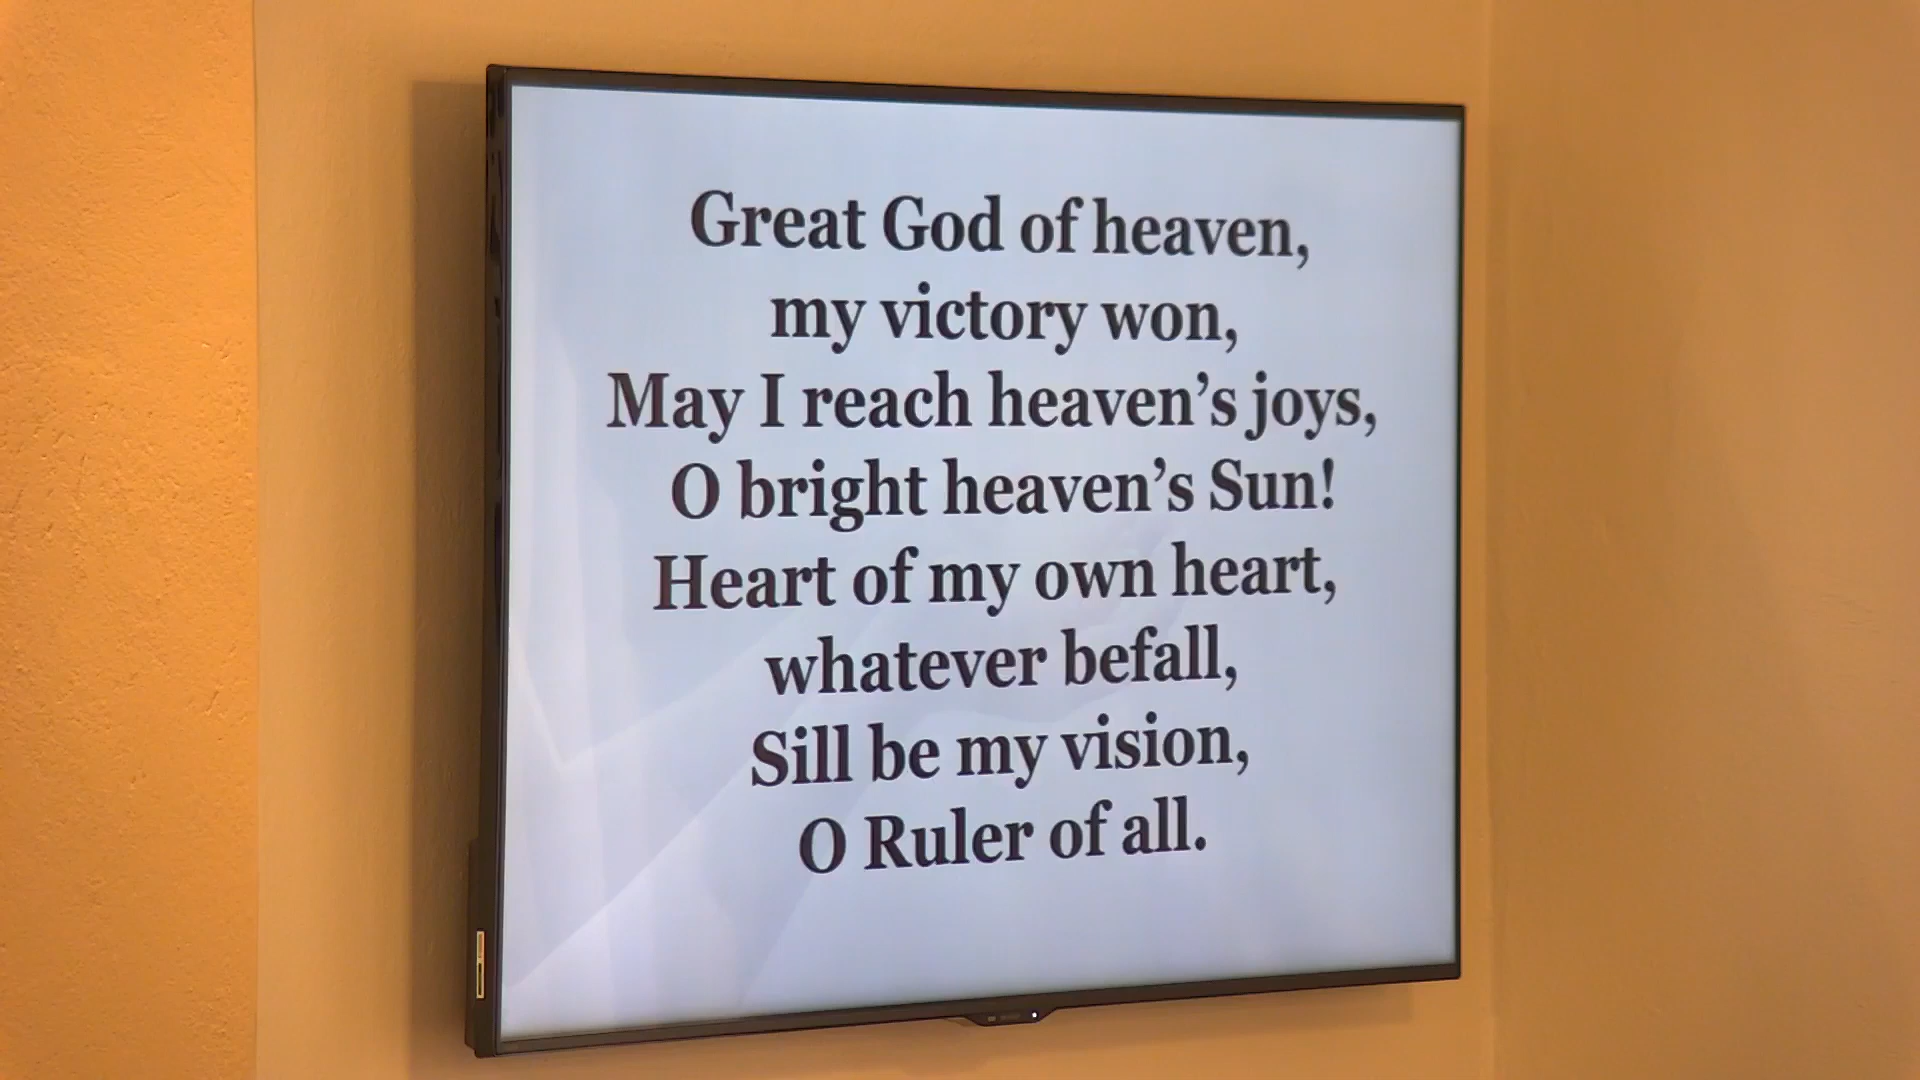 Great God of heaven,
my victory won,
May I reach heaven’s joys,
O bright heaven’s Sun!
Heart of my own heart,
whatever befall,
Sill be my vision,
O Ruler of all.